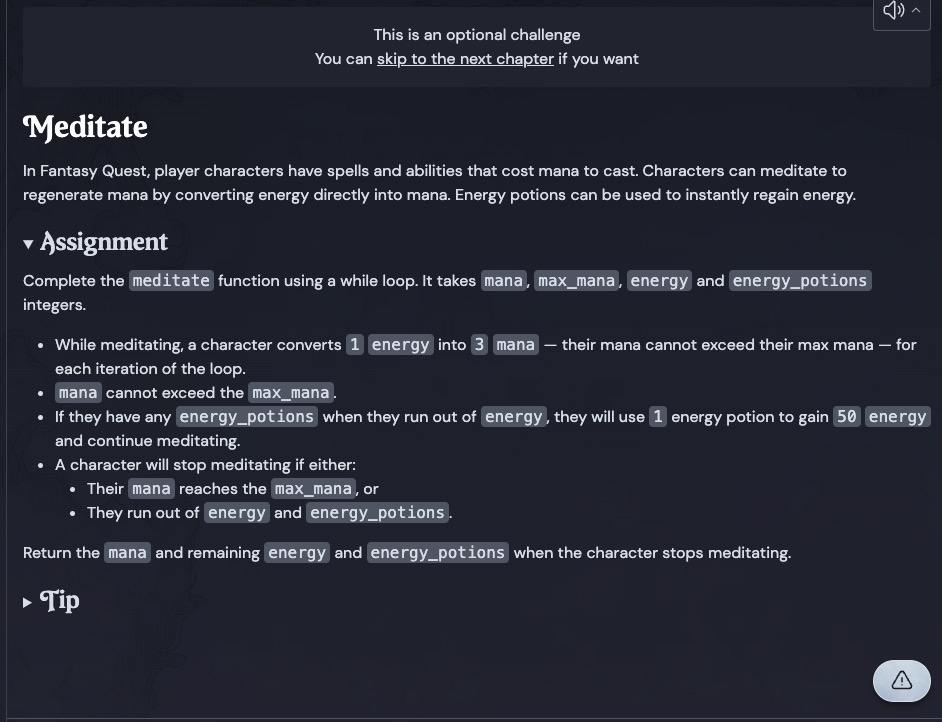 This is an optional challenge
You can skip to the next chapter if you want
Meditate
In Fantasy Quest, player characters have spells and abilities that cost mana to cast. Characters can meditate to
regenerate mana by converting energy directly into mana. Energy potions can be used to instantly regain energy.
▼ Assignment
Complete the meditate function using a while loop. It takes mana, max_mana, energy and energy_potions
integers.
• While meditating, a character converts 1 energy into 3 mana — their mana cannot exceed their max mana — for
each iteration of the loop.
• mana cannot exceed the max_mana.
• If they have any energy_potions when they run out of energy, they will use 1 energy potion to gain 50 energy
and continue meditating.
• A character will stop meditating if either:
• Their mana reaches the max_mana, or
• They run out of energy and energy_potions.
Return the mana and remaining energy and energy_potions when the character stops meditating.
▶ Tip